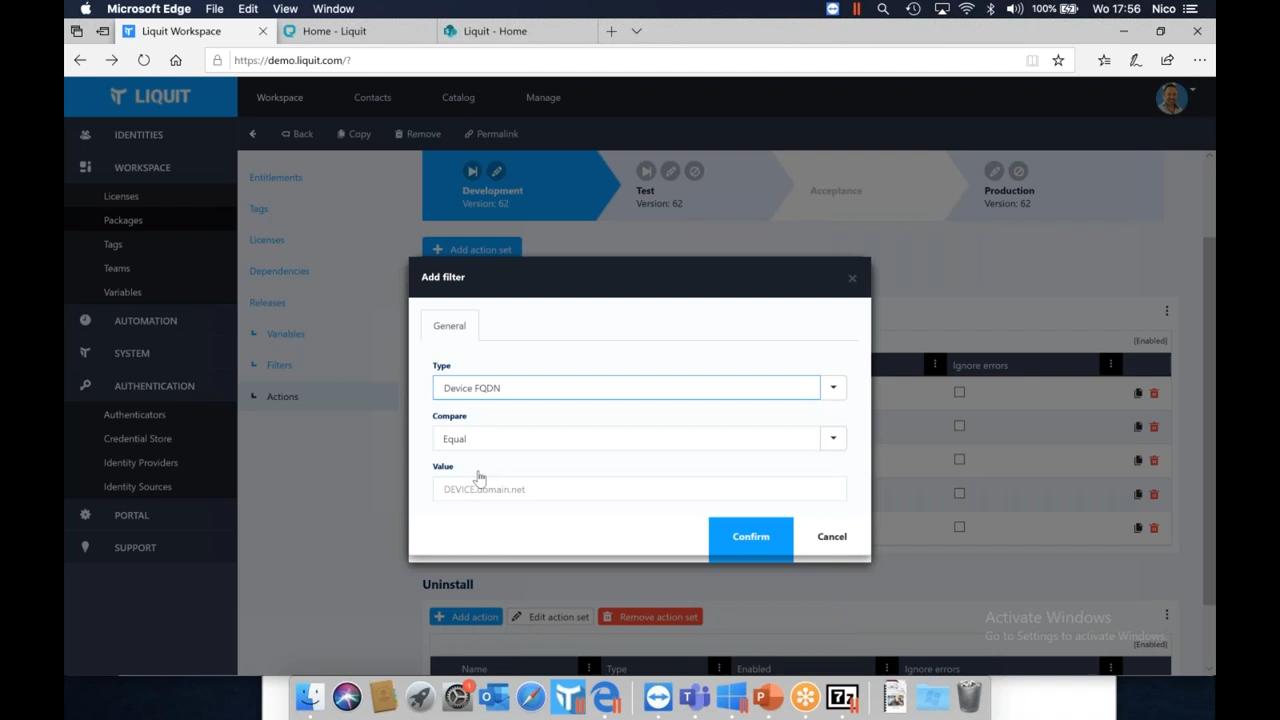 Microsoft Edge File Edit View Window 100% Wo 17:56 Nico
Liquit Workspace Home - Liquit Liquit - Home
https://demo.liquit.com/?
LIQUIT Workspace Contacts Catalog Manage
Back Copy Remove Permalink
IDENTITIES
WORKSPACE
Licenses
Packages
Tags
Teams
Variables
AUTOMATION
SYSTEM
AUTHENTICATION
Authenticators
Credential Store
Identity Providers
Identity Sources
PORTAL
SUPPORT
Entitlements
Tags
Licenses
Dependencies
Releases
Variables
Filters
Actions
Development
Version: 62
Test
Version: 62
Acceptance
Production
Version: 62
Add action set
[Enabled]
Ignore errors
Add filter
General
Type
Device FQDN
Compare
Equal
Value
DEVICE.domain.net
Confirm Cancel
Uninstall
Add action Edit action set Remove action set
[Enabled]
Name Type Enabled Ignore errors
Activate Windows
Go to Settings to activate Windows.
1
77